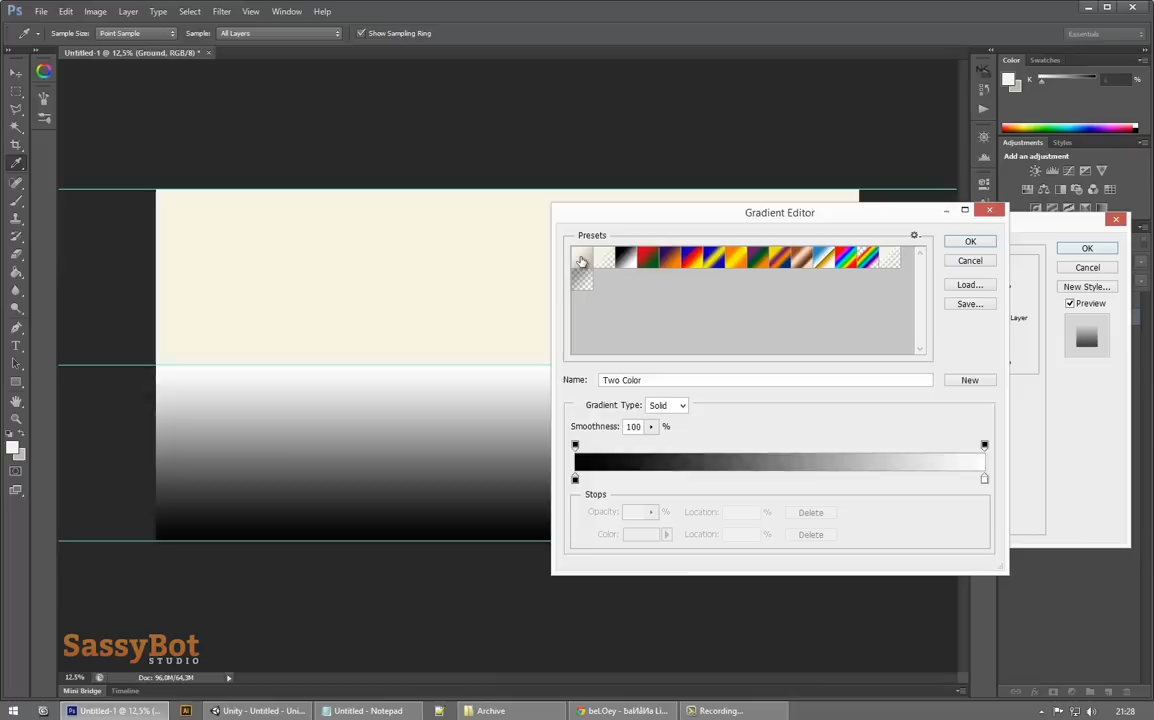 Ps File Edit Image Layer Type Select Filter View Window Help
Sample Size: Point Sample Sample: All Layers Show Sampling Ring Essentials
Untitled-1 @ 12,5% (Ground, RGB/8) * ×
Color Swatches
K %
Adjustments Styles
Add an adjustment
Gradient Editor
Presets
OK
Cancel
Load...
Save...
Name: Two Color New
Gradient Type: Solid
Smoothness: 100 %
Stops
Opacity: % Location: % Delete
Color: Location: % Delete
OK
Cancel
New Style...
Preview
Layer
SassyBot
STUDIO
12,5% Doc: 96,0M/64,3M
Mini Bridge Timeline
Ps Untitled-1 @ 12,5% (... Ai Unity - Untitled - Uni... Untitled - Notepad Archive Recording... 21:28